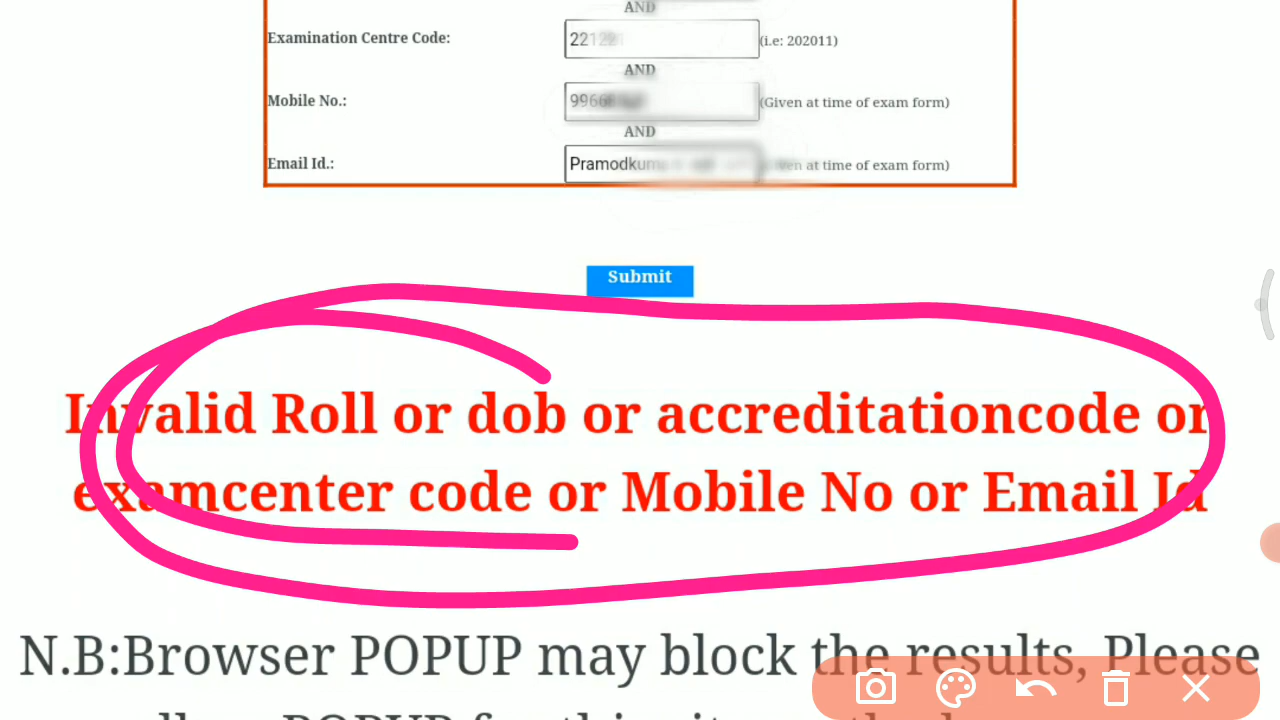 AND
Examination Centre Code:
(i.e: 202011)
AND
Mobile No.:
(Given at time of exam form)
AND
Email Id.:
at time of exam form)
Submit
Invalid Roll or dob or accreditationcode or
examcenter code or Mobile No or Email Id
N.B:Browser POPUP may block the results, Please
POPUP